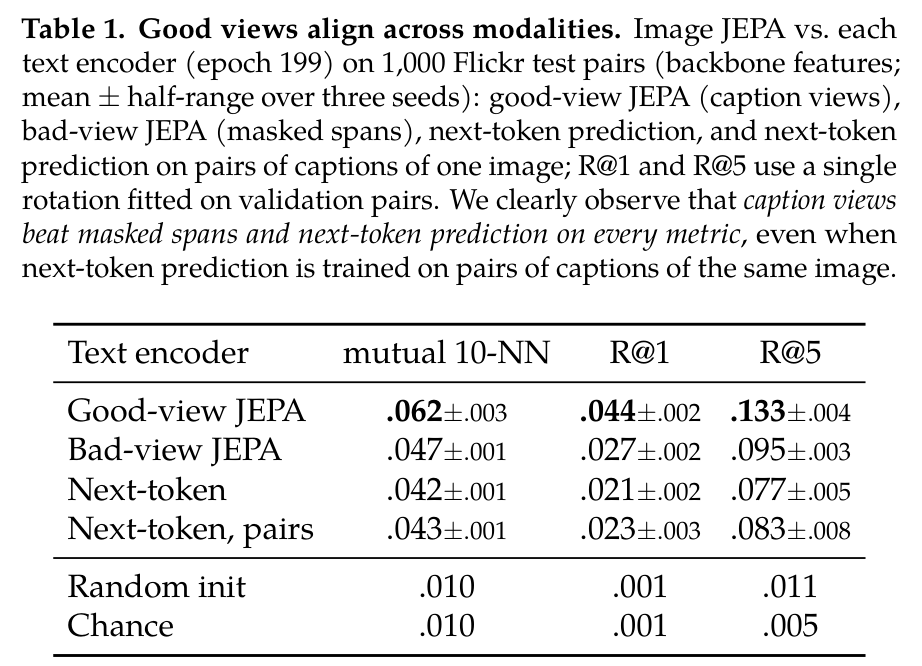 Table 1. Good views align across modalities. Image JEPA vs. each
text encoder (epoch 199) on 1,000 Flickr test pairs (backbone features;
mean ± half-range over three seeds): good-view JEPA (caption views),
bad-view JEPA (masked spans), next-token prediction, and next-token
prediction on pairs of captions of one image; R@1 and R@5 use a single
rotation fitted on validation pairs. We clearly observe that caption views
beat masked spans and next-token prediction on every metric, even when
next-token prediction is trained on pairs of captions of the same image.
Text encoder mutual 10-NN R@1 R@5
Good-view JEPA .062±.003 .044±.002 .133±.004
Bad-view JEPA .047±.001 .027±.002 .095±.003
Next-token .042±.001 .021±.002 .077±.005
Next-token, pairs .043±.001 .023±.003 .083±.008
Random init .010 .001 .011
Chance .010 .001 .005